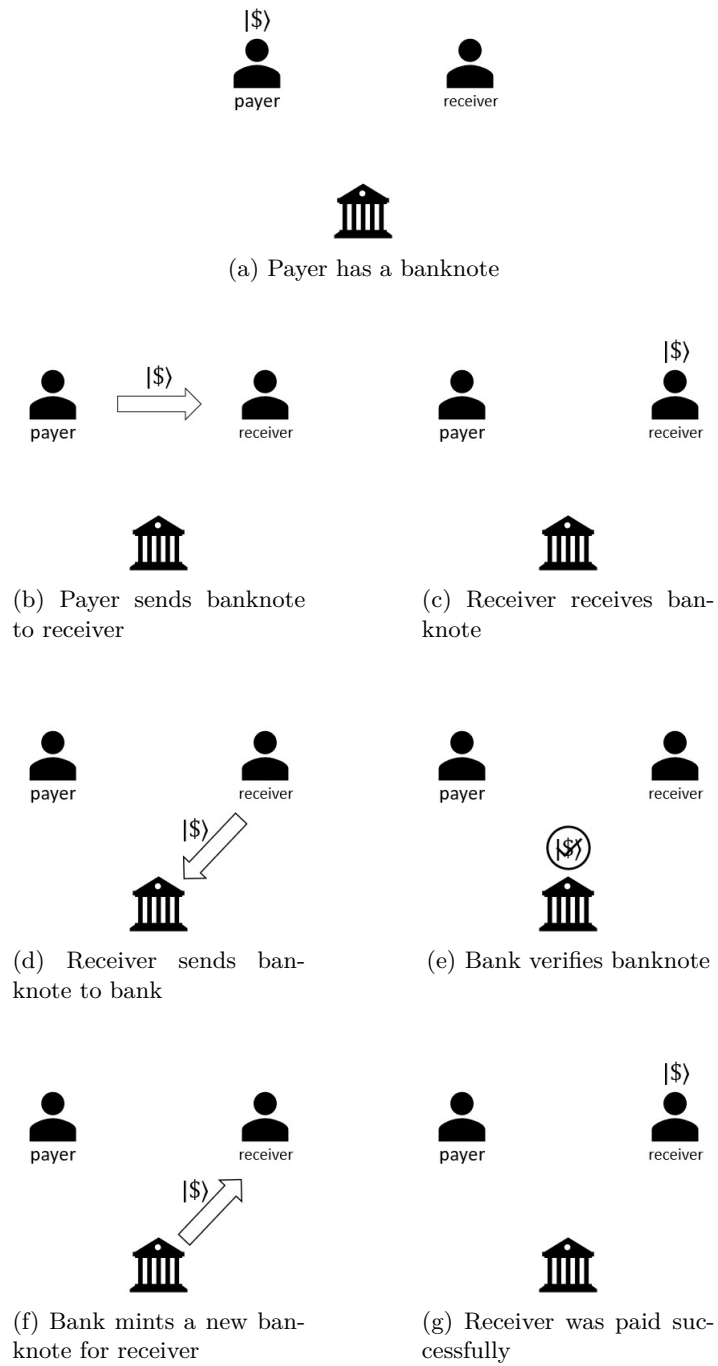 |$⟩
payer receiver
(a) Payer has a banknote
|$⟩
payer receiver
(b) Payer sends banknote
to receiver
|$⟩
payer receiver
(c) Receiver receives ban-
knote
payer receiver
|$⟩
(d) Receiver sends ban-
knote to bank
payer receiver
|$⟩
(e) Bank verifies banknote
payer receiver
|$⟩
(f) Bank mints a new ban-
knote for receiver
|$⟩
payer receiver
(g) Receiver was paid suc-
cessfully